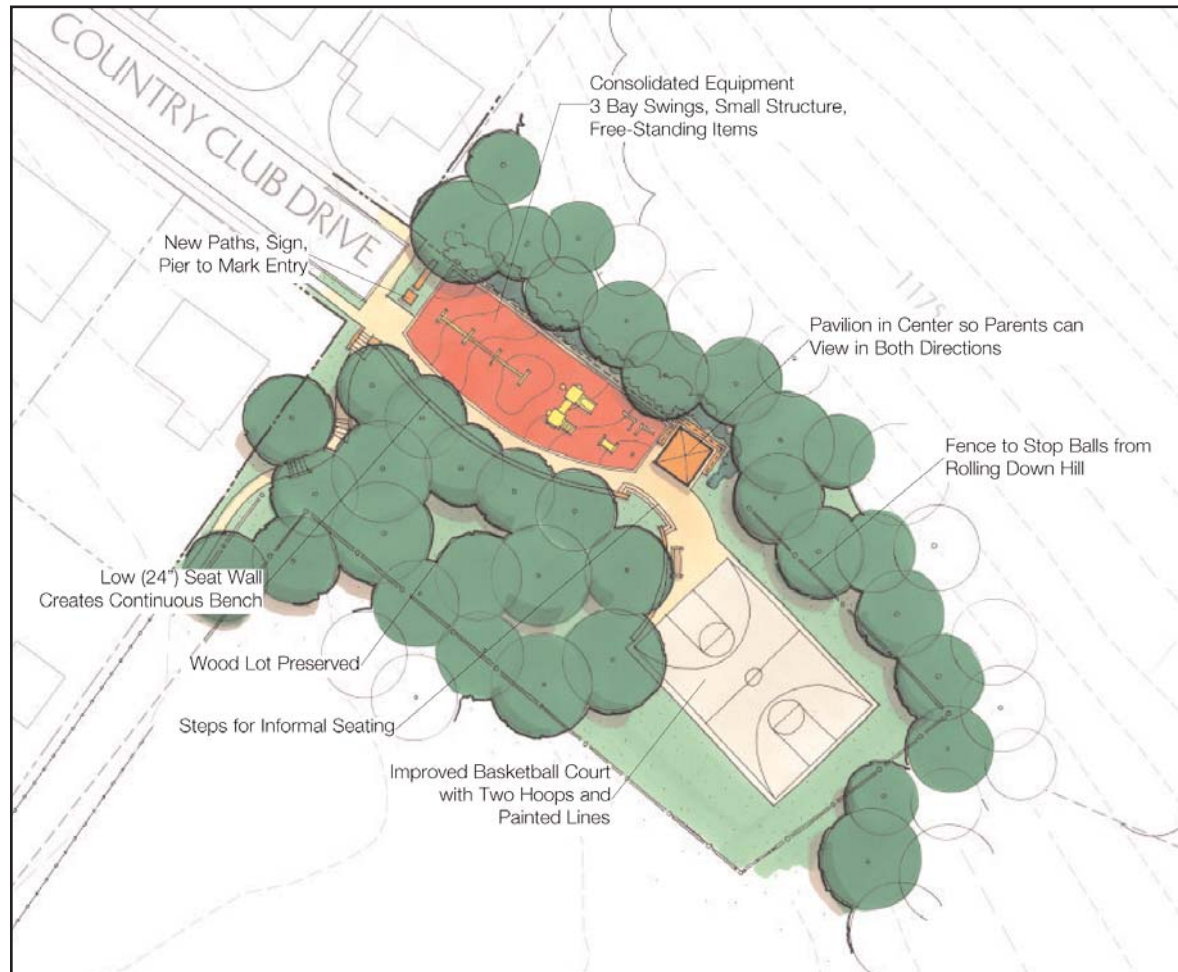 COUNTRY CLUB DRIVE
Consolidated Equipment
3 Bay Swings, Small Structure,
Free-Standing Items
New Paths, Sign,
Pier to Mark Entry
1175
Pavilion in Center so Parents can
View in Both Directions
Fence to Stop Balls from
Rolling Down Hill
Low (24") Seat Wall
Creates Continuous Bench
Wood Lot Preserved
Steps for Informal Seating
Improved Basketball Court
with Two Hoops and
Painted Lines